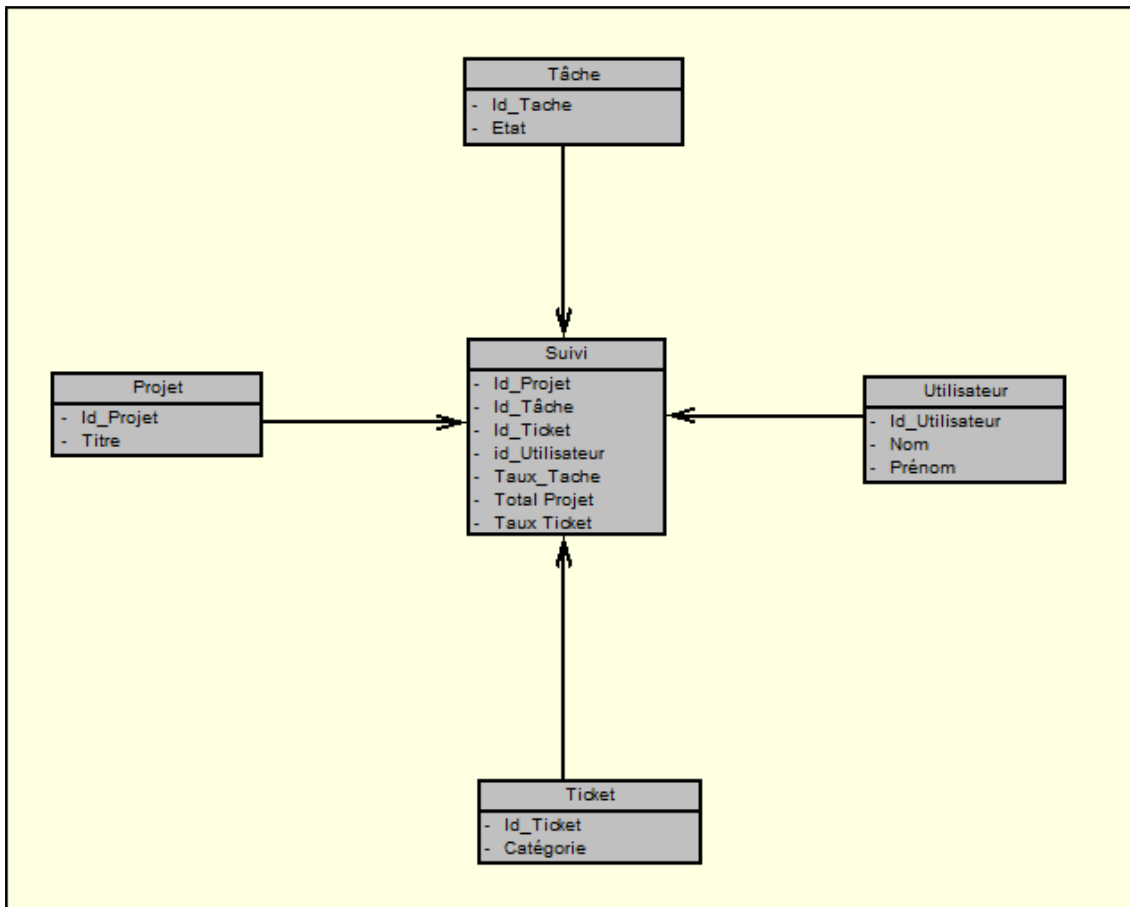 Tâche
- Id_Tache
- Etat
Suivi
- Id_Projet
- Id_Tâche
- Id_Ticket
- id_Utilisateur
- Taux_Tache
- Total Projet
- Taux Ticket
Projet
- Id_Projet
- Titre
Utilisateur
- Id_Utilisateur
- Nom
- Prénom
Ticket
- Id_Ticket
- Catégorie